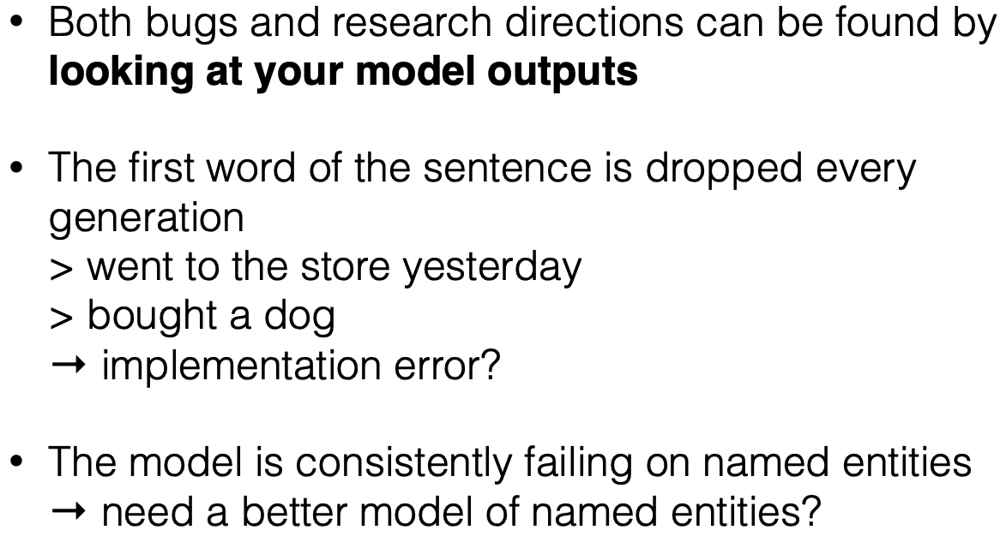 • Both bugs and research directions can be found by
looking at your model outputs
• The first word of the sentence is dropped every
generation
> went to the store yesterday
> bought a dog
→ implementation error?
• The model is consistently failing on named entities
→ need a better model of named entities?